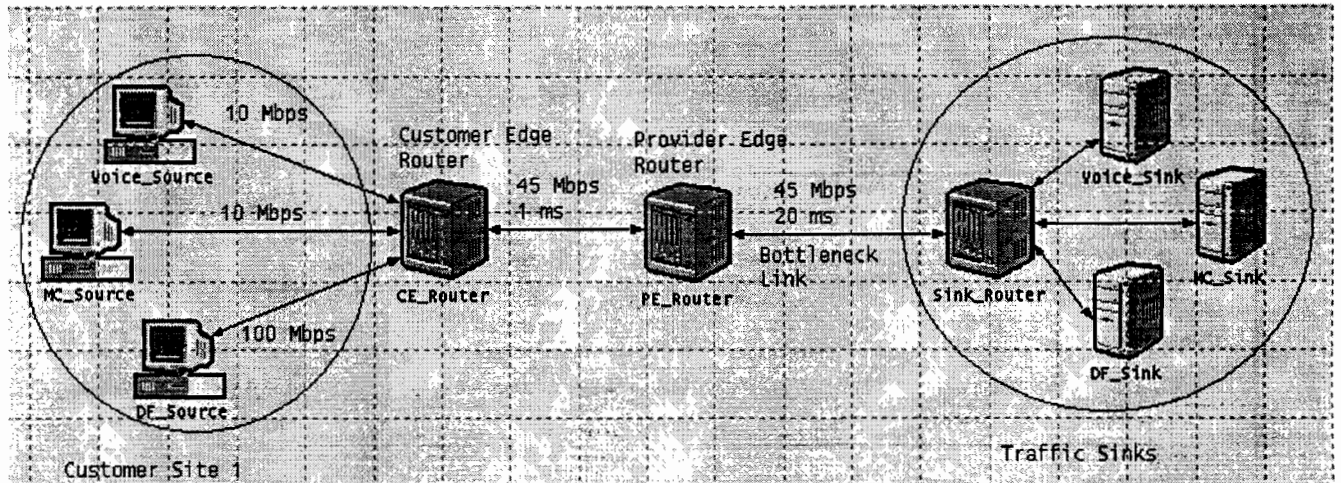 10 Mbps
Voice_Source
10 Mbps
MC_Source
100 Mbps
DF_Source
Customer Site 1
Customer Edge
Router
CE_Router
45 Mbps
1 ms
Provider Edge
Router
PE_Router
45 Mbps
20 ms
Bottleneck
Link
Sink_Router
Voice_Sink
MC_Sink
DF_Sink
Traffic Sinks